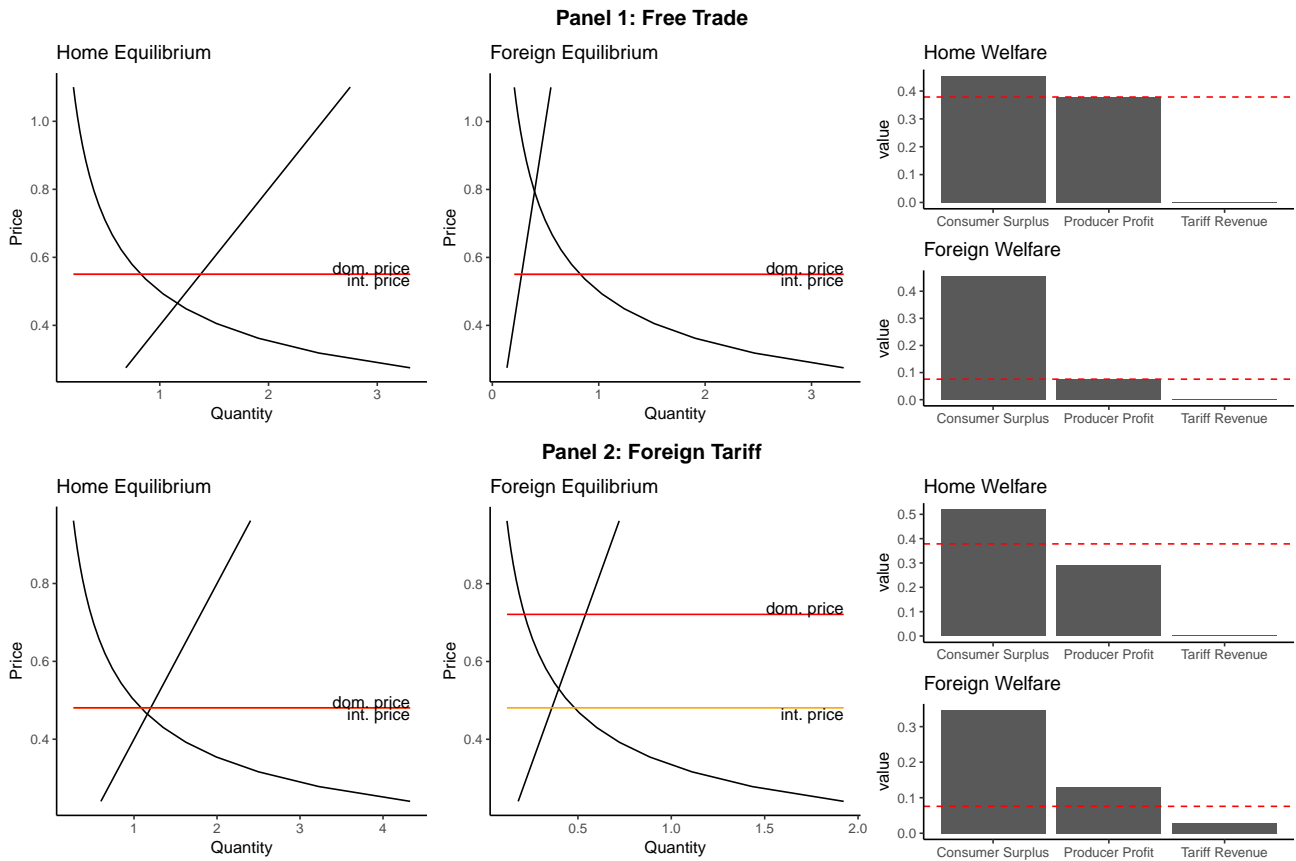 Panel 1: Free Trade
Home Equilibrium
Price
1.0
0.8
0.6
0.4
dom. price
int. price
1
2
3
Quantity
Foreign Equilibrium
Price
1.0
0.8
0.6
0.4
dom. price
int. price
0
1
2
3
Quantity
Home Welfare
value
0.4
0.3
0.2
0.1
0.0
Consumer Surplus
Producer Profit
Tariff Revenue
Foreign Welfare
value
0.4
0.3
0.2
0.1
0.0
Consumer Surplus
Producer Profit
Tariff Revenue
Panel 2: Foreign Tariff
Home Equilibrium
Price
0.8
0.6
0.4
dom. price
int. price
1
2
3
4
Quantity
Foreign Equilibrium
Price
0.8
0.6
0.4
dom. price
int. price
0.5
1.0
1.5
2.0
Quantity
Home Welfare
value
0.5
0.4
0.3
0.2
0.1
0.0
Consumer Surplus
Producer Profit
Tariff Revenue
Foreign Welfare
value
0.3
0.2
0.1
0.0
Consumer Surplus
Producer Profit
Tariff Revenue